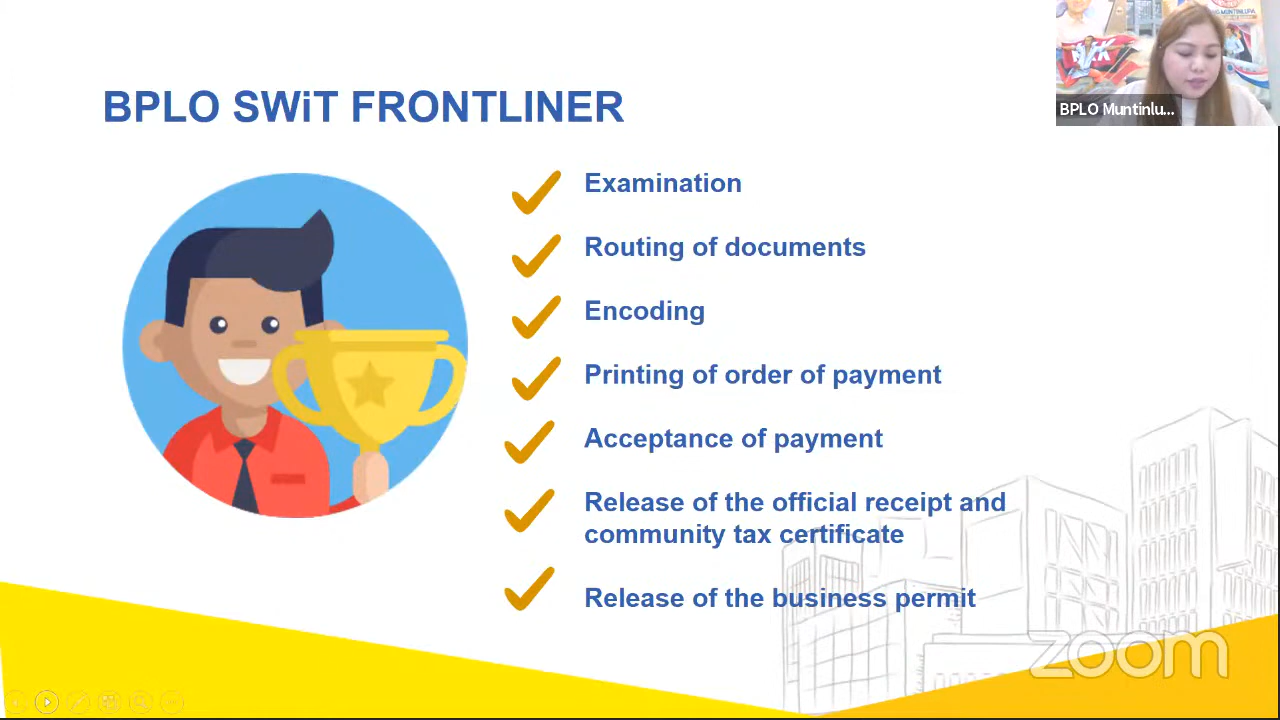 BPLO SWiT FRONTLINER
MUNTINLUPA
BPLO Muntinlu...
Examination
Routing of documents
Encoding
Printing of order of payment
Acceptance of payment
Release of the official receipt and
community tax certificate
Release of the business permit
zoom